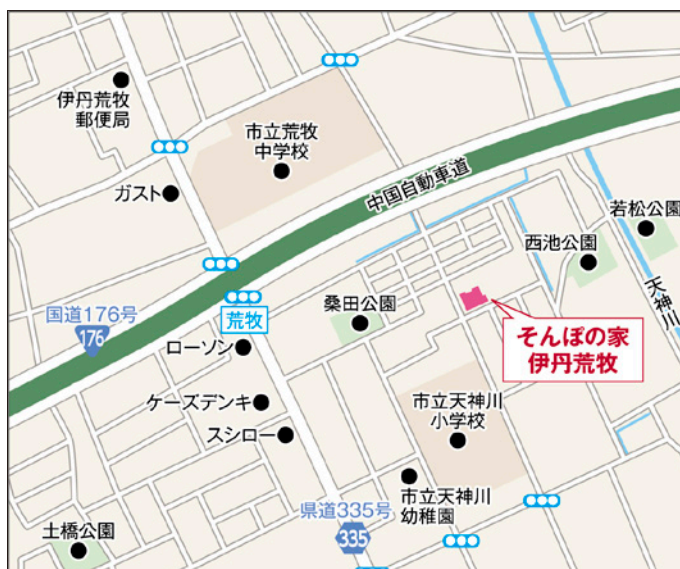 伊丹荒牧
郵便局
市立荒牧
中学校
ガスト
中国自動車道
若松公園
西池公園
天神川
国道176号
176
荒牧
桑田公園
そんぽの家
伊丹荒牧
ローソン
ケーズデンキ
スシロー
市立天神川
小学校
市立天神川
幼稚園
県道335号
335
土橋公園